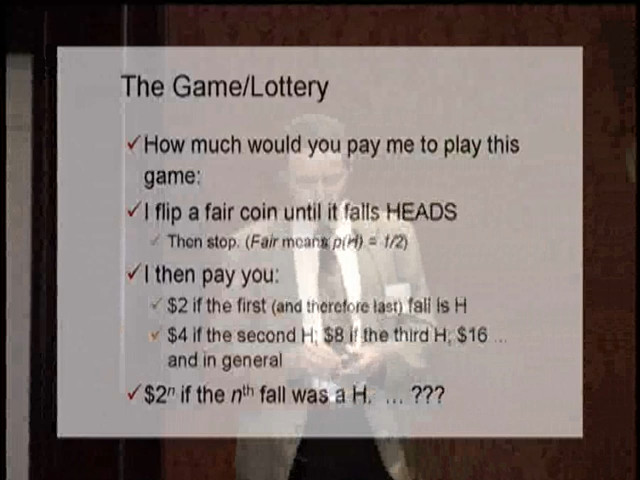 The Game/Lottery
How much would you pay me to play this
game:
I flip a fair coin until it falls HEADS
Then stop. (Fair means p(H) = 1/2)
I then pay you:
$2 if the first (and therefore last) fall is H
$4 if the second H; $8 if the third H; $16 ...
and in general
$2ⁿ if the nᵗʰ fall was a H. ... ???